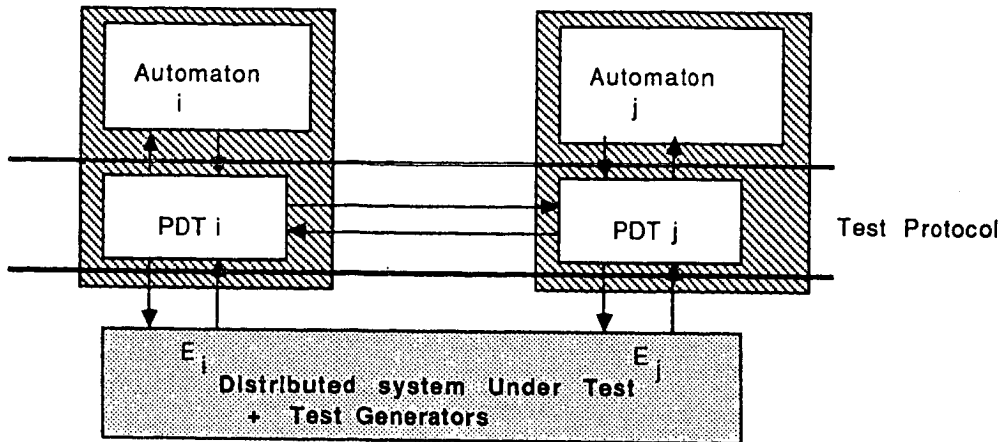 Automaton
i
Automaton
j
PDT i
PDT j
Test Protocol
E i
E j
Distributed system Under Test
+ Test Generators